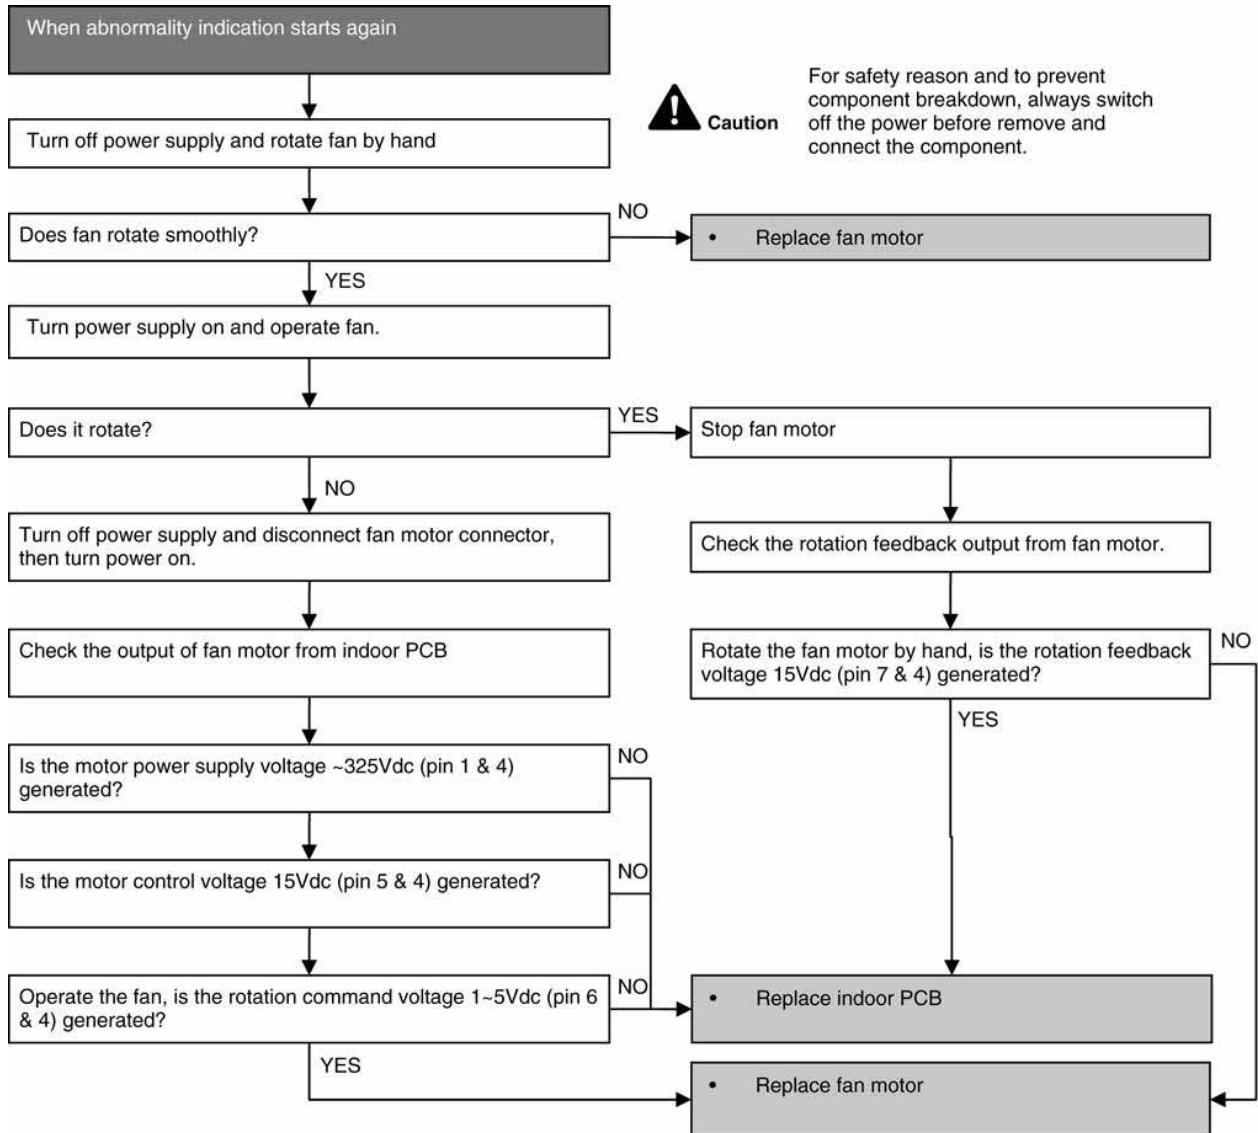 When abnormality indication starts again
For safety reason and to prevent
component breakdown, always switch
off the power before remove and
connect the component.
Caution
Turn off power supply and rotate fan by hand
Does fan rotate smoothly?
NO
• Replace fan motor
YES
Turn power supply on and operate fan.
Does it rotate?
YES
Stop fan motor
NO
Turn off power supply and disconnect fan motor connector,
then turn power on.
Check the rotation feedback output from fan motor.
Check the output of fan motor from indoor PCB
Rotate the fan motor by hand, is the rotation feedback
voltage 15Vdc (pin 7 & 4) generated?
NO
YES
Is the motor power supply voltage ~325Vdc (pin 1 & 4)
generated?
NO
Is the motor control voltage 15Vdc (pin 5 & 4) generated?
NO
Operate the fan, is the rotation command voltage 1~5Vdc (pin 6
& 4) generated?
NO
• Replace indoor PCB
YES
• Replace fan motor